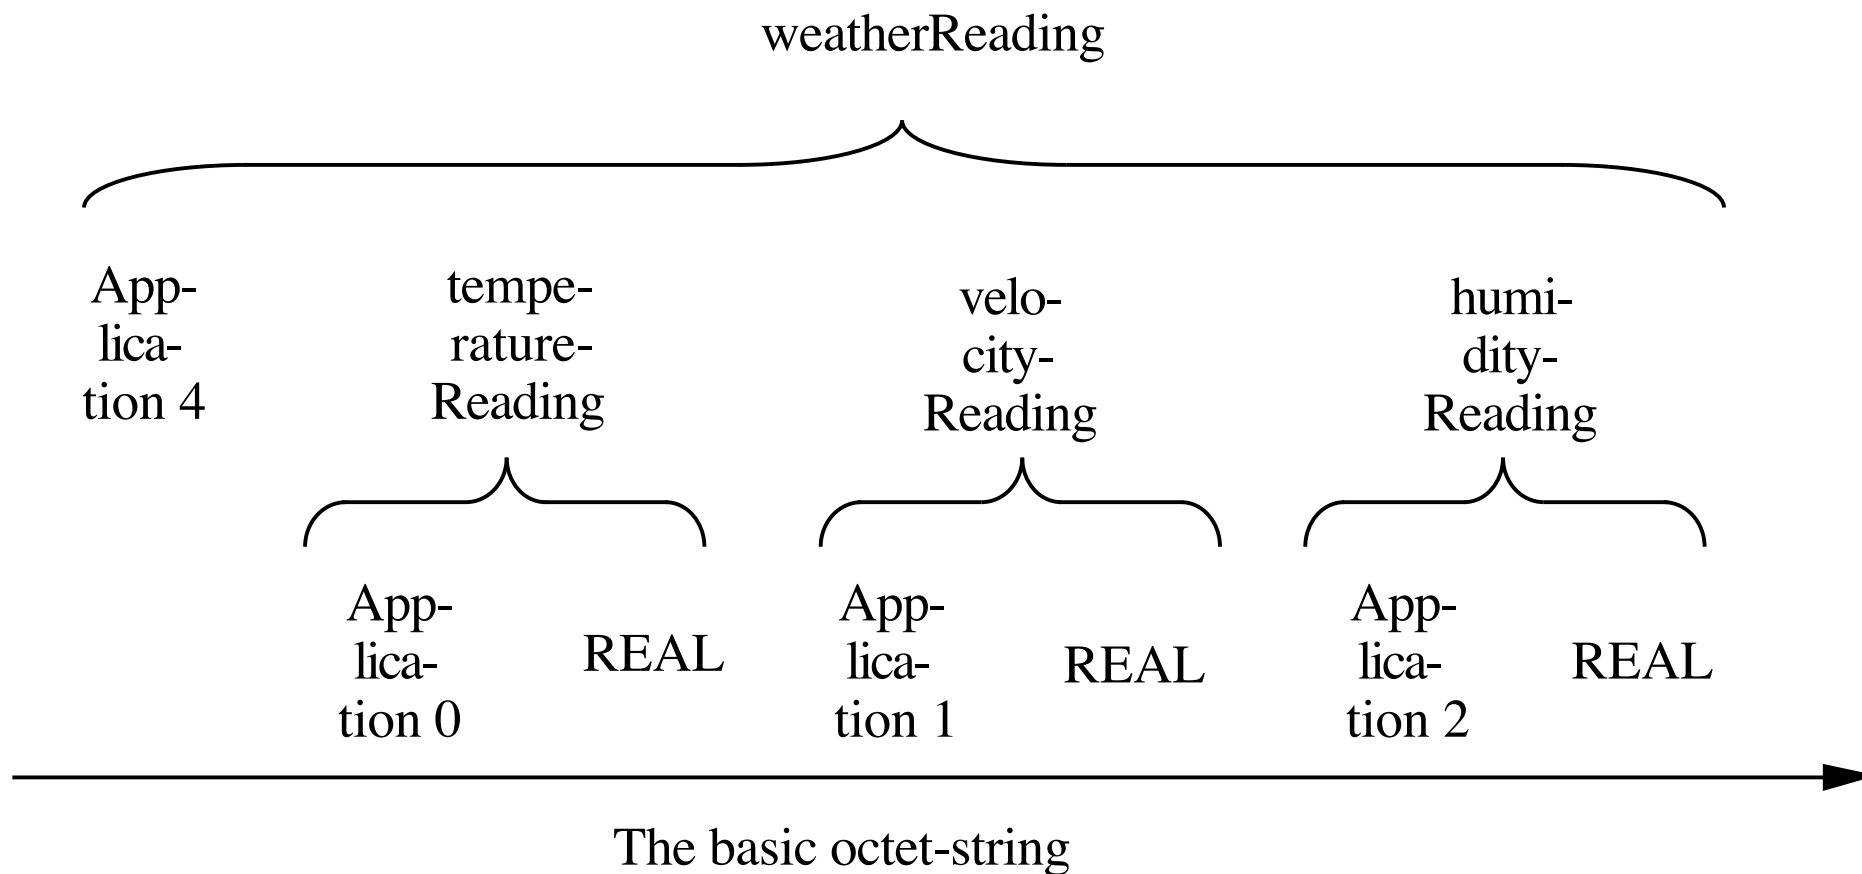 weatherReading
App-
lica-
tion 4
tempe-
rature-
Reading
velo-
city-
Reading
humi-
dity-
Reading
App-
lica-
tion 0
REAL
App-
lica-
tion 1
REAL
App-
lica-
tion 2
REAL
The basic octet-string